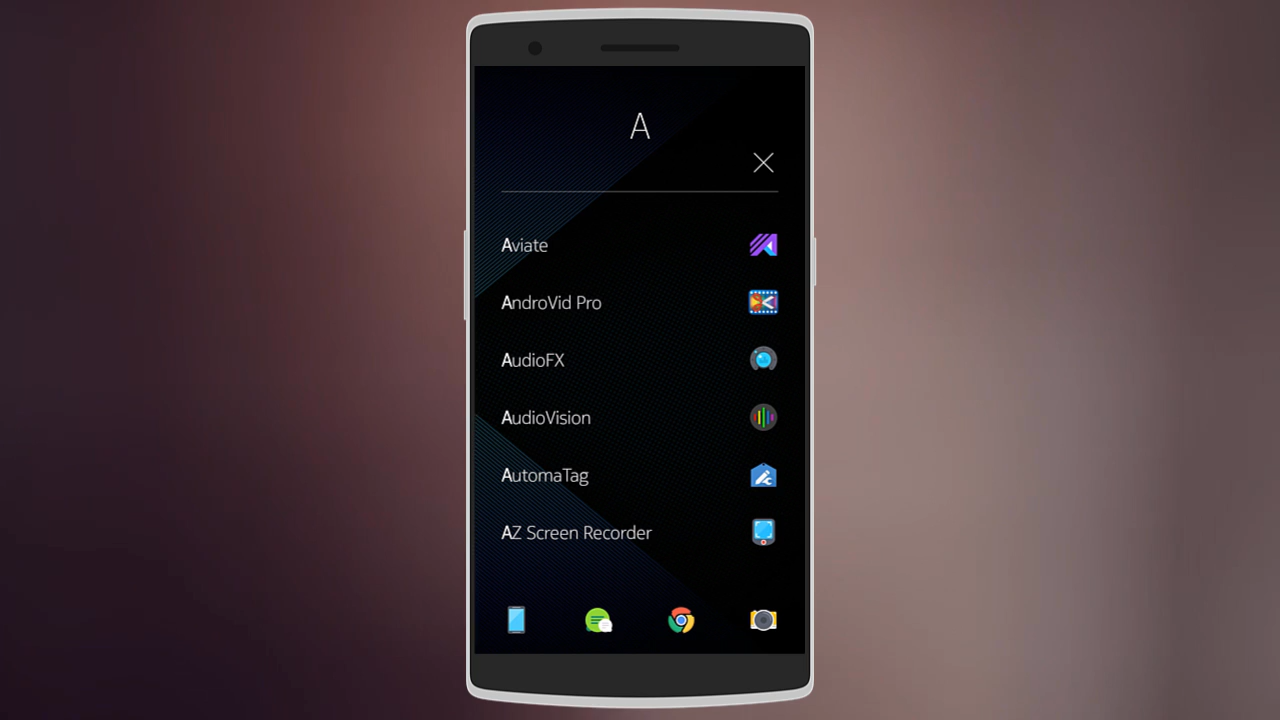 A
Aviate
AndroVid Pro
AudioFX
AudioVision
AutomaTag
AZ Screen Recorder